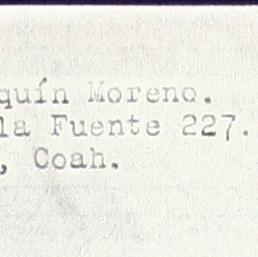 quín Moreno.
la Fuente 227.
, Coah.